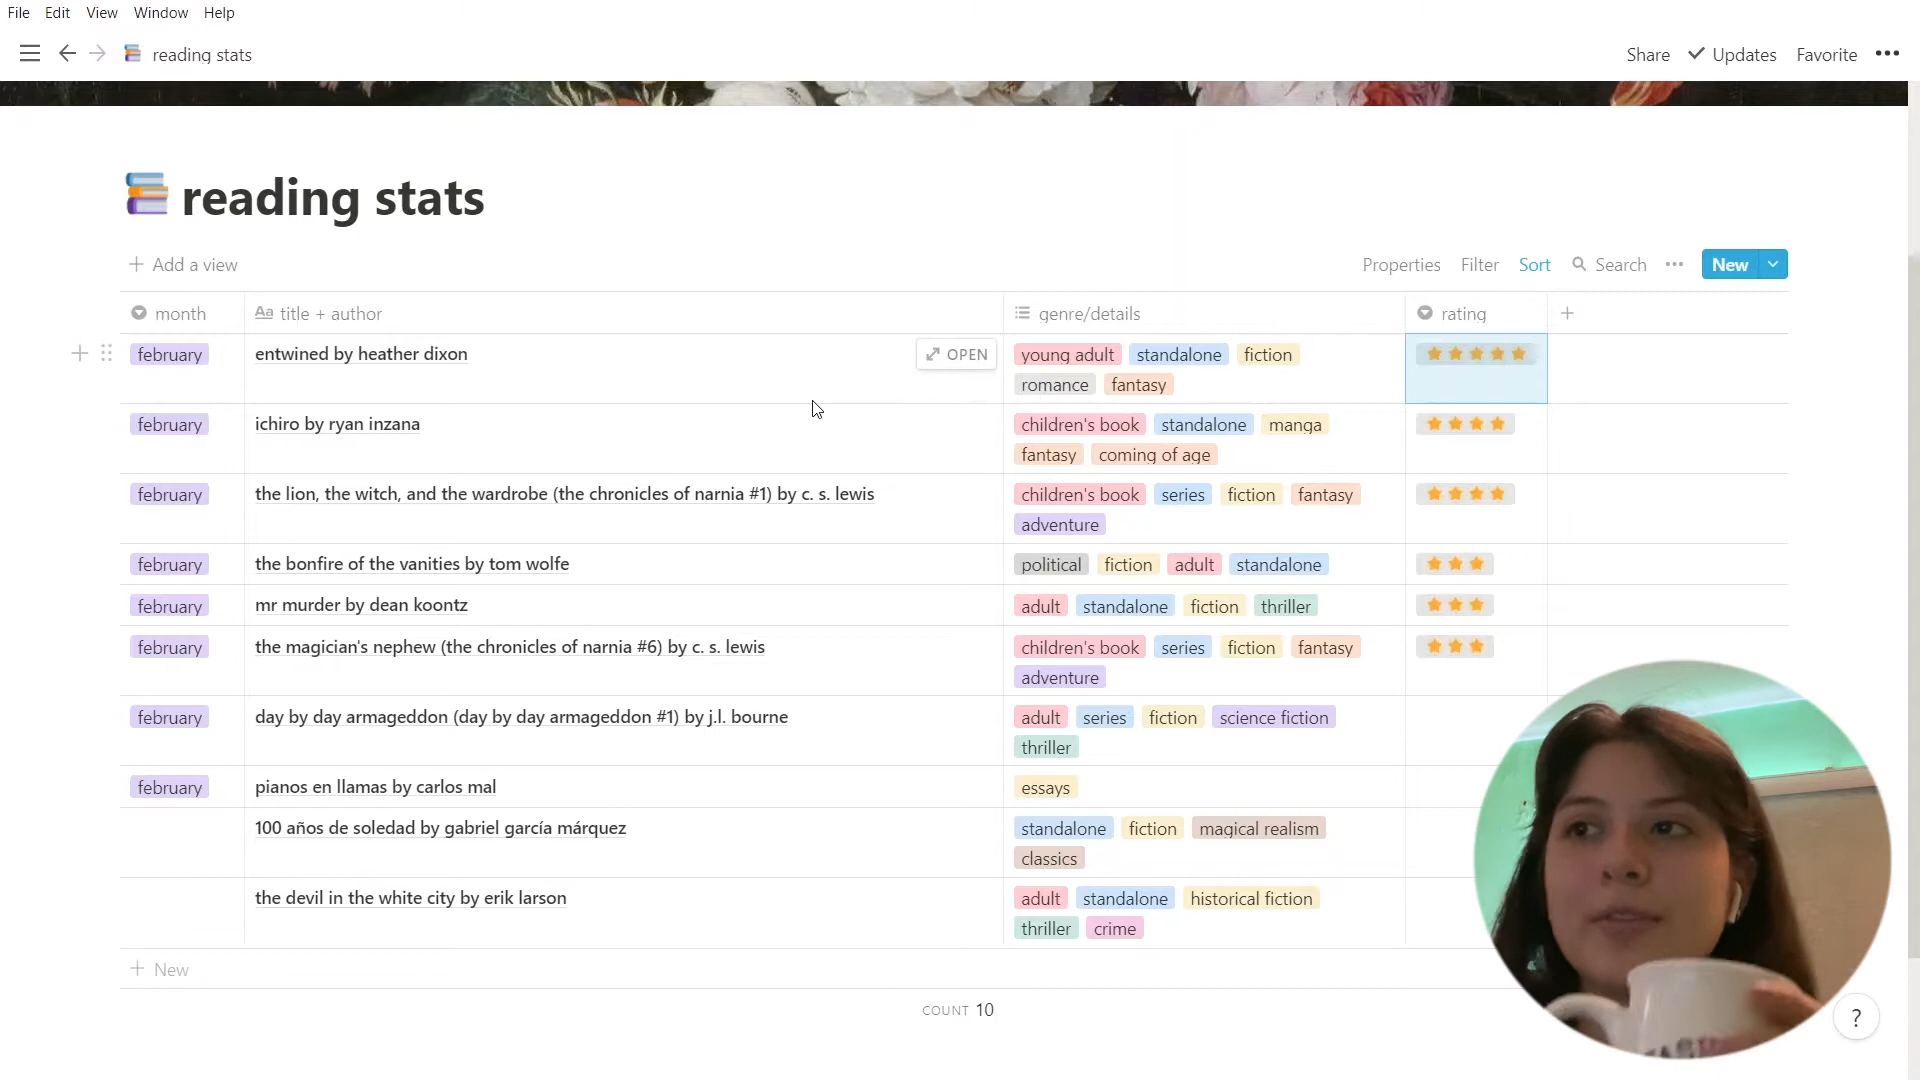 File Edit View Window Help
reading stats
Share Updates Favorite
reading stats
Add a view
Properties Filter Sort Search New
month Aa title + author genre/details rating
february entwined by heather dixon OPEN young adult standalone fiction
romance fantasy
february ichiro by ryan inzana children's book standalone manga
fantasy coming of age
february the lion, the witch, and the wardrobe (the chronicles of narnia #1) by c. s. lewis children's book series fiction fantasy
adventure
february the bonfire of the vanities by tom wolfe political fiction adult standalone
february mr murder by dean koontz adult standalone fiction thriller
february the magician's nephew (the chronicles of narnia #6) by c. s. lewis children's book series fiction fantasy
adventure
february day by day armageddon (day by day armageddon #1) by j.l. bourne adult series fiction science fiction
thriller
february pianos en llamas by carlos mal essays
100 años de soledad by gabriel garcía márquez standalone fiction magical realism
classics
the devil in the white city by erik larson adult standalone historical fiction
thriller crime
New
COUNT 10
?